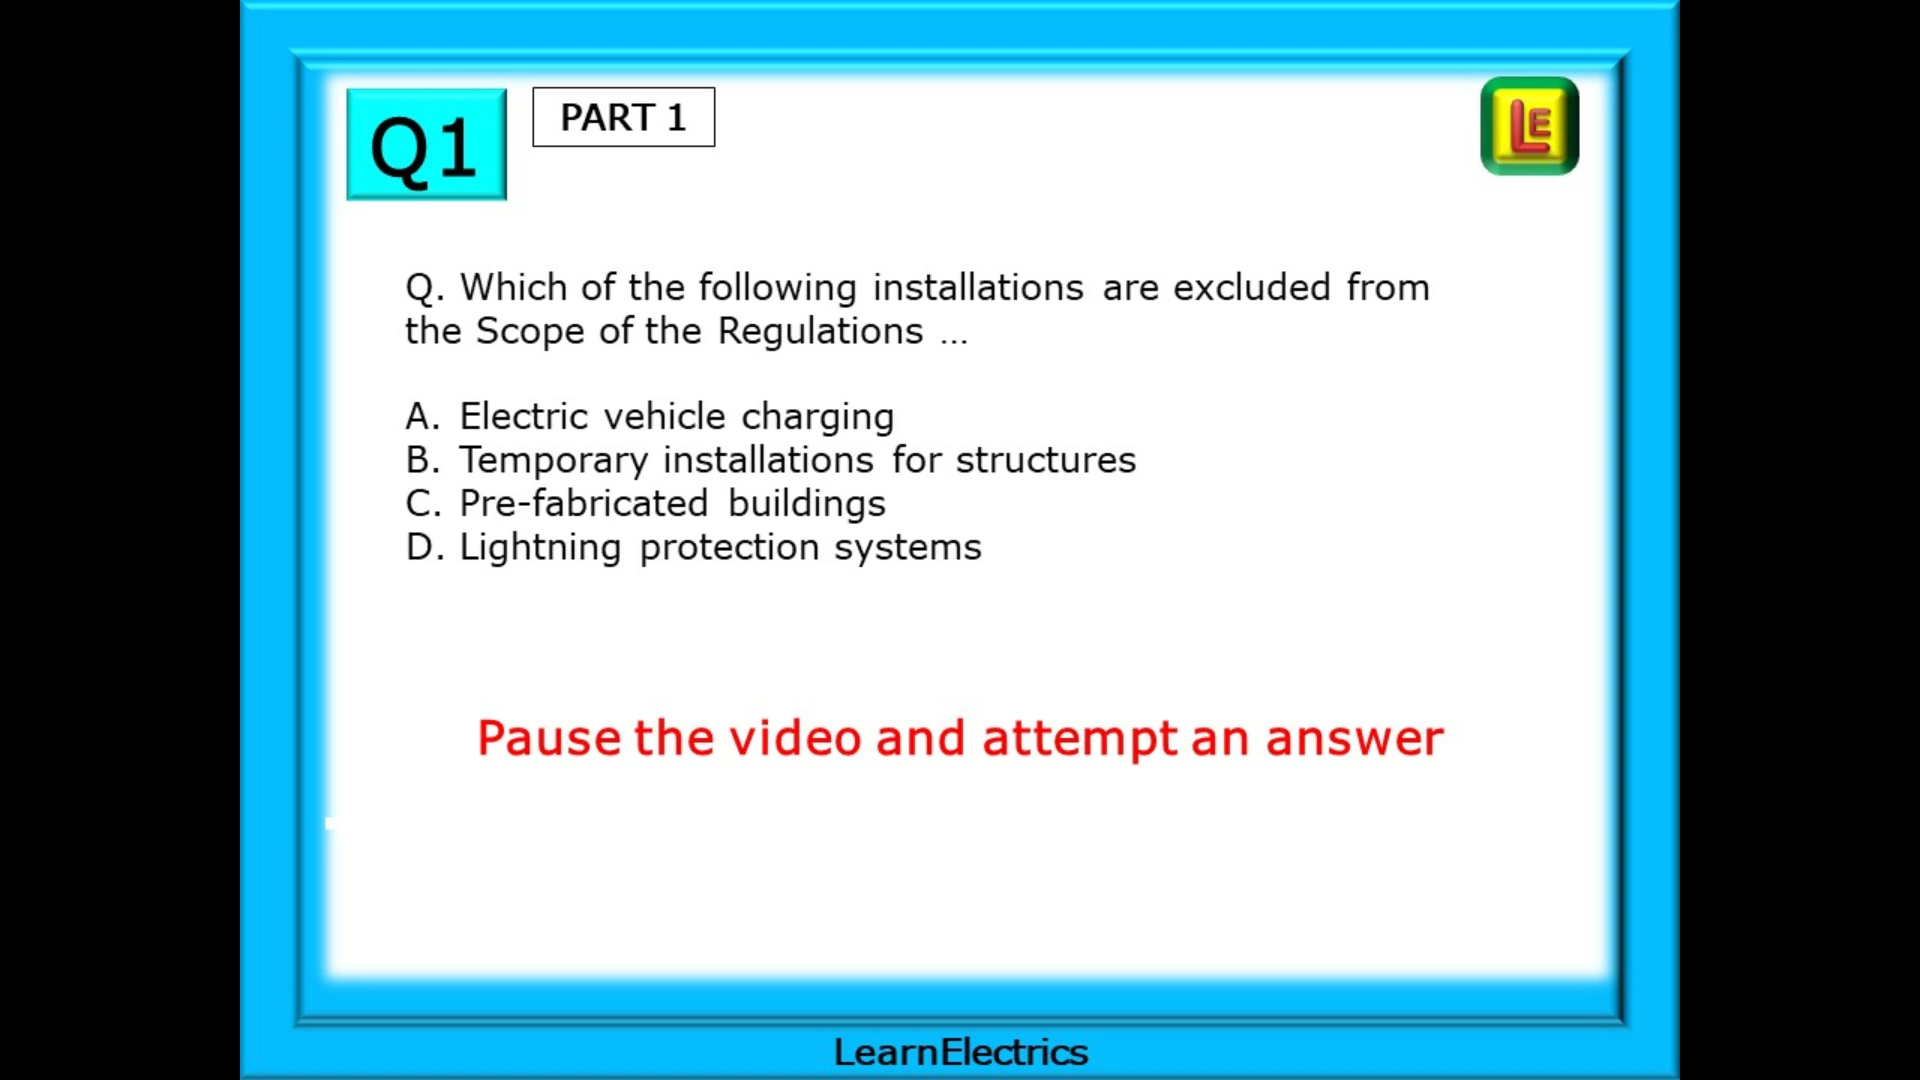 Q1
PART 1
LE
Q. Which of the following installations are excluded from
the Scope of the Regulations ...
A. Electric vehicle charging
B. Temporary installations for structures
C. Pre-fabricated buildings
D. Lightning protection systems
Pause the video and attempt an answer
LearnElectrics